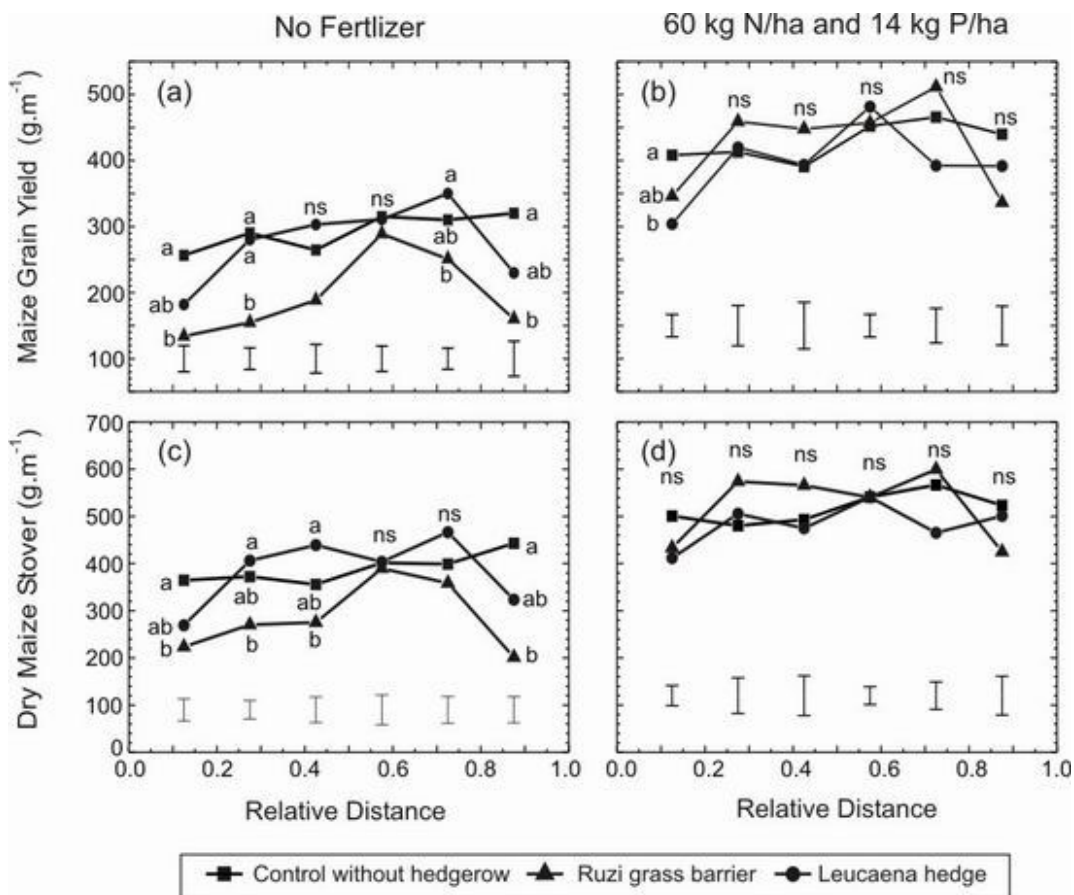 No Fertlizer
60 kg N/ha and 14 kg P/ha
Maize Grain Yield (g.m⁻¹)
(a)
500
400
300
200
100
a
a
a
ns
ns
a
a
ab
b
b
b
ab
b
ab
b
(b)
a
ab
b
ns
ns
ns
ns
ns
Dry Maize Stover (g.m⁻¹)
(c)
700
600
500
400
300
200
100
0
a
ab
b
a
ab
b
a
ab
b
ns
ns
a
ab
b
0.0 0.2 0.4 0.6 0.8 1.0
Relative Distance
(d)
ns
ns
ns
ns
ns
ns
0.0 0.2 0.4 0.6 0.8 1.0
Relative Distance
Control without hedgerow
Ruzi grass barrier
Leucaena hedge